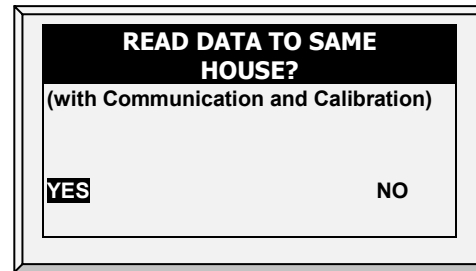 READ DATA TO SAME
HOUSE?
(with Communication and Calibration)
YES NO